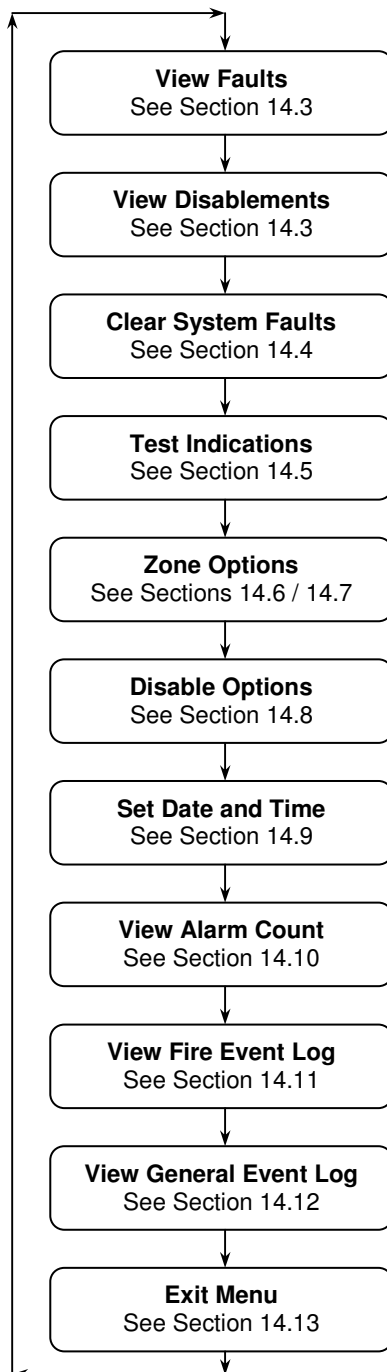 View Faults
See Section 14.3
View Disablements
See Section 14.3
Clear System Faults
See Section 14.4
Test Indications
See Section 14.5
Zone Options
See Sections 14.6 / 14.7
Disable Options
See Section 14.8
Set Date and Time
See Section 14.9
View Alarm Count
See Section 14.10
View Fire Event Log
See Section 14.11
View General Event Log
See Section 14.12
Exit Menu
See Section 14.13